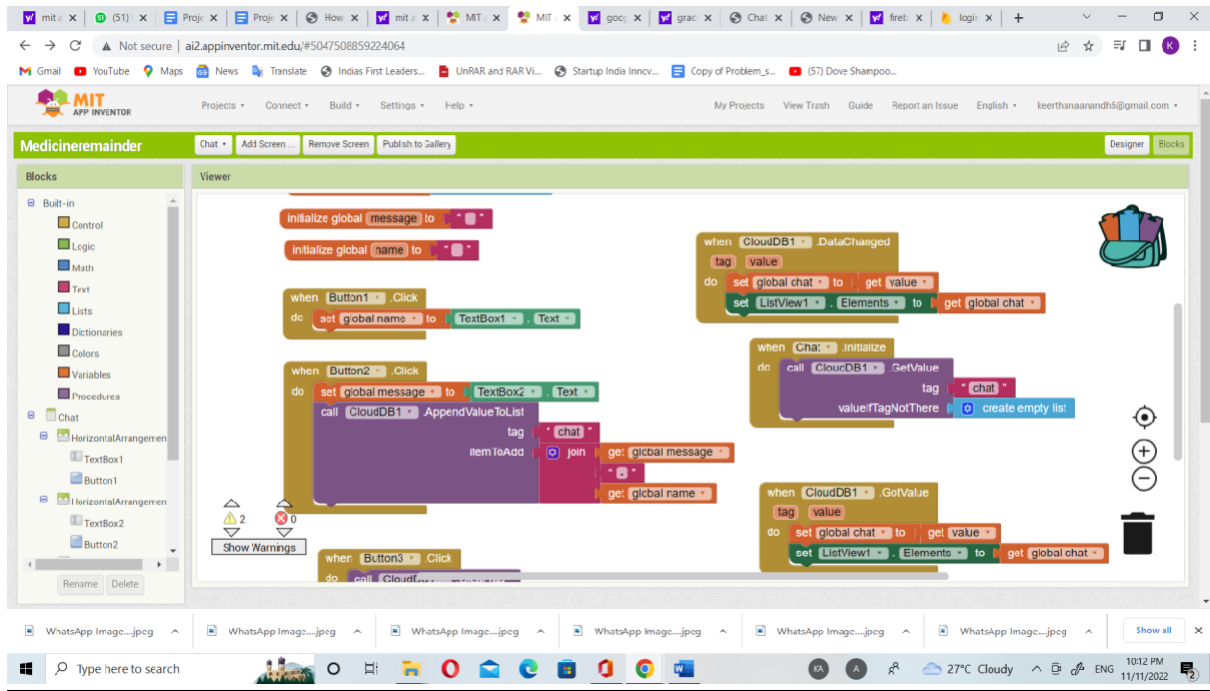 mit a
(51)
Proje
Proje
How
mit a
MIT
MIT
goog
grac
Chat
New
fireb
login
Not secure
ai2.appinventor.mit.edu/#5047508859224064
K
Gmail
YouTube
Maps
News
Translate
Indias First Leaders...
UnRAR and RAR Vi...
Startup India Innov...
Copy of Problem_s...
(57) Dove Shampoo...
MIT
APP INVENTOR
Projects
Connect
Build
Settings
Help
My Projects
View Trash
Guide
Report an Issue
English
keerthanaanandh5@gmail.com
Medicineremainder
Chat
Add Screen ...
Remove Screen
Publish to Gallery
Designer
Blocks
Blocks
Viewer
Built-in
Control
Logic
Math
Text
Lists
Dictionaries
Colors
Variables
Procedures
Chat
HorizontalArrangemen
TextBox1
Button1
HorizontalArrangemen
TextBox2
Button2
Rename
Delete
initialize global message to " "
initialize global name to " "
when Button1 .Click
do set global name to TextBox1 . Text
when Button2 .Click
do set global message to TextBox2 . Text
call CloudDB1 .AppendValueToList
tag " chat "
itemToAdd join get global message
get global name
when Button3 .Click
do call
when CloudDB1 .DataChanged
tag value
do set global chat to get value
set ListView1 . Elements to get global chat
when Chat .Initialize
do call CloudDB1 .GetValue
tag " chat "
valueIfTagNotThere create empty list
when CloudDB1 .GotValue
tag value
do set global chat to get value
set ListView1 . Elements to get global chat
2
0
Show Warnings
WhatsApp Image....jpeg
WhatsApp Image....jpeg
WhatsApp Image....jpeg
WhatsApp Image....jpeg
WhatsApp Image....jpeg
WhatsApp Image....jpeg
Show all
Type here to search
KA
A
27°C Cloudy
ENG
10:12 PM
11/11/2022
2